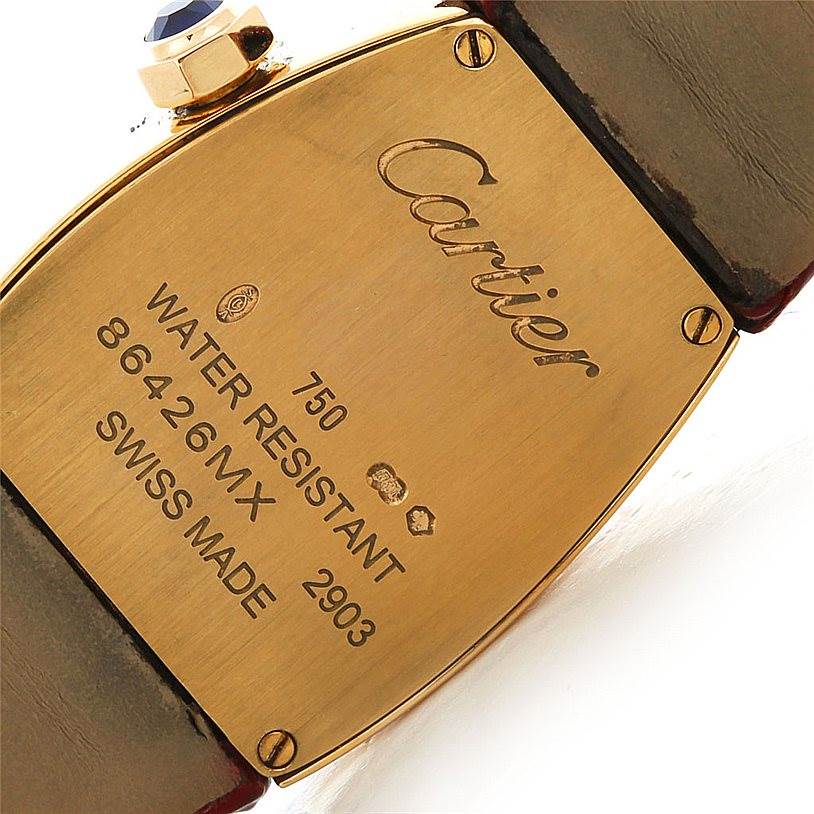 Cartier
750
WATER RESISTANT
86426MX 2903
SWISS MADE